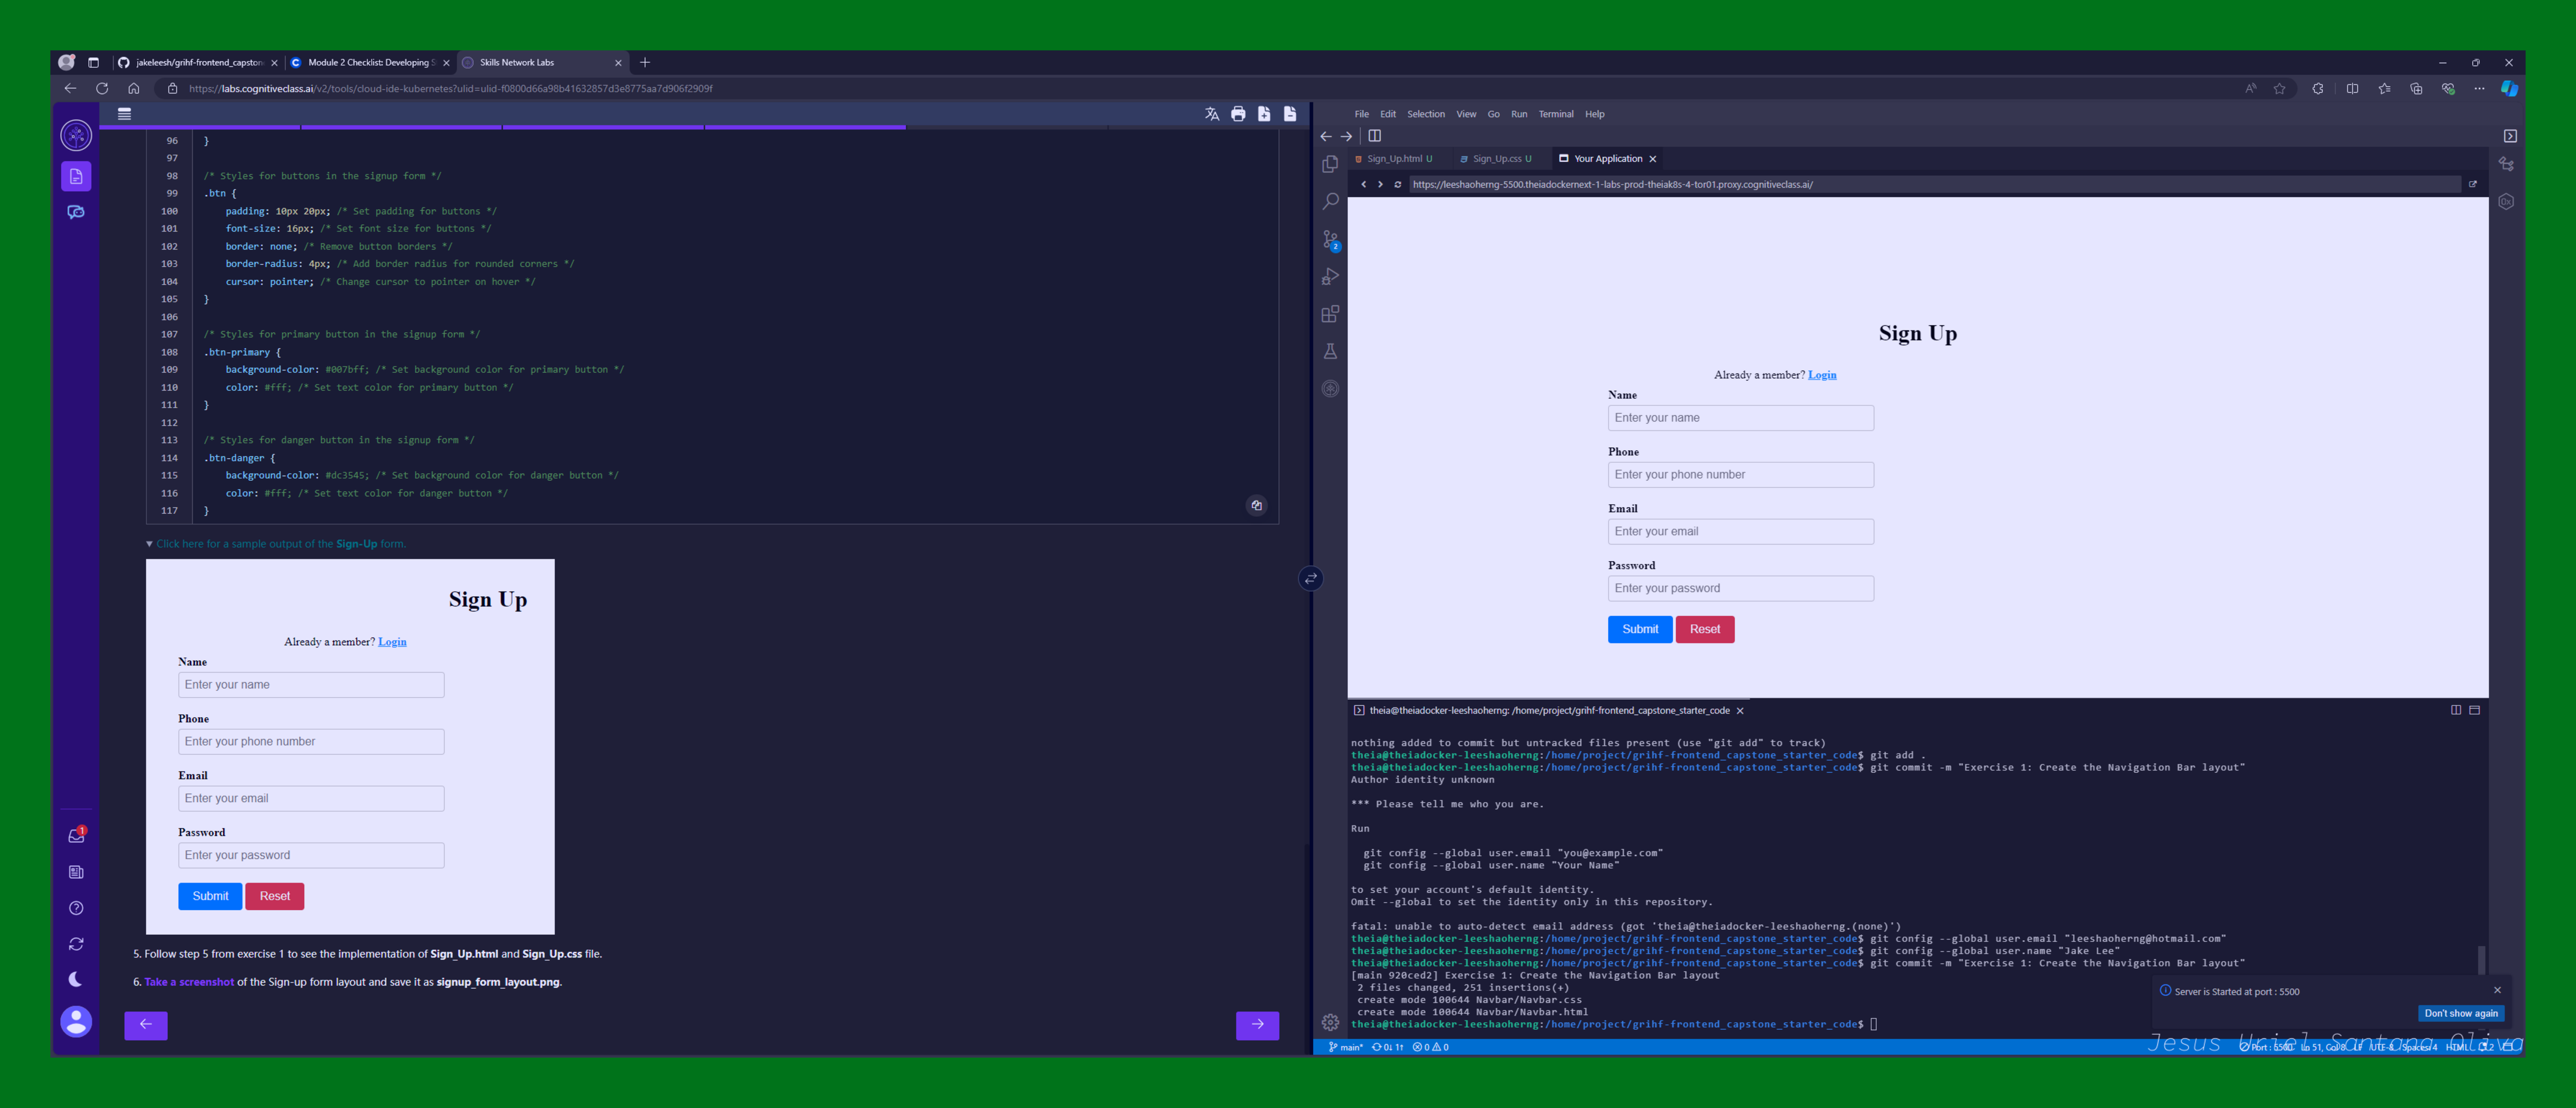 jakeleesh/grihf-frontend_capston
Module 2 Checklist: Developing S
Skills Network Labs
https://labs.cognitiveclass.ai/v2/tools/cloud-ide-kubernetes?ulid=ulid-f0800d66a98b41632857d3e8775aa7d906f2909f
96 }
97
98 /* Styles for buttons in the signup form */
99 .btn {
100 padding: 10px 20px; /* Set padding for buttons */
101 font-size: 16px; /* Set font size for buttons */
102 border: none; /* Remove button borders */
103 border-radius: 4px; /* Add border radius for rounded corners */
104 cursor: pointer; /* Change cursor to pointer on hover */
105 }
106
107 /* Styles for primary button in the signup form */
108 .btn-primary {
109 background-color: #007bff; /* Set background color for primary button */
110 color: #fff; /* Set text color for primary button */
111 }
112
113 /* Styles for danger button in the signup form */
114 .btn-danger {
115 background-color: #dc3545; /* Set background color for danger button */
116 color: #fff; /* Set text color for danger button */
117 }
Click here for a sample output of the Sign-Up form.
Sign Up
Already a member? Login
Name
Enter your name
Phone
Enter your phone number
Email
Enter your email
Password
Enter your password
Submit Reset
5. Follow step 5 from exercise 1 to see the implementation of Sign_Up.html and Sign_Up.css file.
6. Take a screenshot of the Sign-up form layout and save it as signup_form_layout.png.
1
File Edit Selection View Go Run Terminal Help
Sign_Up.html U
Sign_Up.css U
Your Application
https://leeshaoherng-5500.theiadockernext-1-labs-prod-theiak8s-4-tor01.proxy.cognitiveclass.ai/
2
Sign Up
Already a member? Login
Name
Enter your name
Phone
Enter your phone number
Email
Enter your email
Password
Enter your password
Submit Reset
theia@theiadocker-leeshaoherng: /home/project/grihf-frontend_capstone_starter_code
nothing added to commit but untracked files present (use "git add" to track)
theia@theiadocker-leeshaoherng:/home/project/grihf-frontend_capstone_starter_code$ git add .
theia@theiadocker-leeshaoherng:/home/project/grihf-frontend_capstone_starter_code$ git commit -m "Exercise 1: Create the Navigation Bar layout"
Author identity unknown
*** Please tell me who you are.
Run
git config --global user.email "you@example.com"
git config --global user.name "Your Name"
to set your account's default identity.
Omit --global to set the identity only in this repository.
fatal: unable to auto-detect email address (got 'theia@theiadocker-leeshaoherng.(none)')
theia@theiadocker-leeshaoherng:/home/project/grihf-frontend_capstone_starter_code$ git config --global user.email "leeshaoherng@hotmail.com"
theia@theiadocker-leeshaoherng:/home/project/grihf-frontend_capstone_starter_code$ git config --global user.name "Jake Lee"
theia@theiadocker-leeshaoherng:/home/project/grihf-frontend_capstone_starter_code$ git commit -m "Exercise 1: Create the Navigation Bar layout"
[main 920ced2] Exercise 1: Create the Navigation Bar layout
2 files changed, 251 insertions(+)
create mode 100644 Navbar/Navbar.css
create mode 100644 Navbar/Navbar.html
theia@theiadocker-leeshaoherng:/home/project/grihf-frontend_capstone_starter_code$
Server is Started at port : 5500
Don't show again
main* 0↓ 1↑ 0 0
Port : 5500 Ln 51, Col 8 LF UTF-8 Spaces: 4 HTML 2
Jesus Uriel Santana Oliva